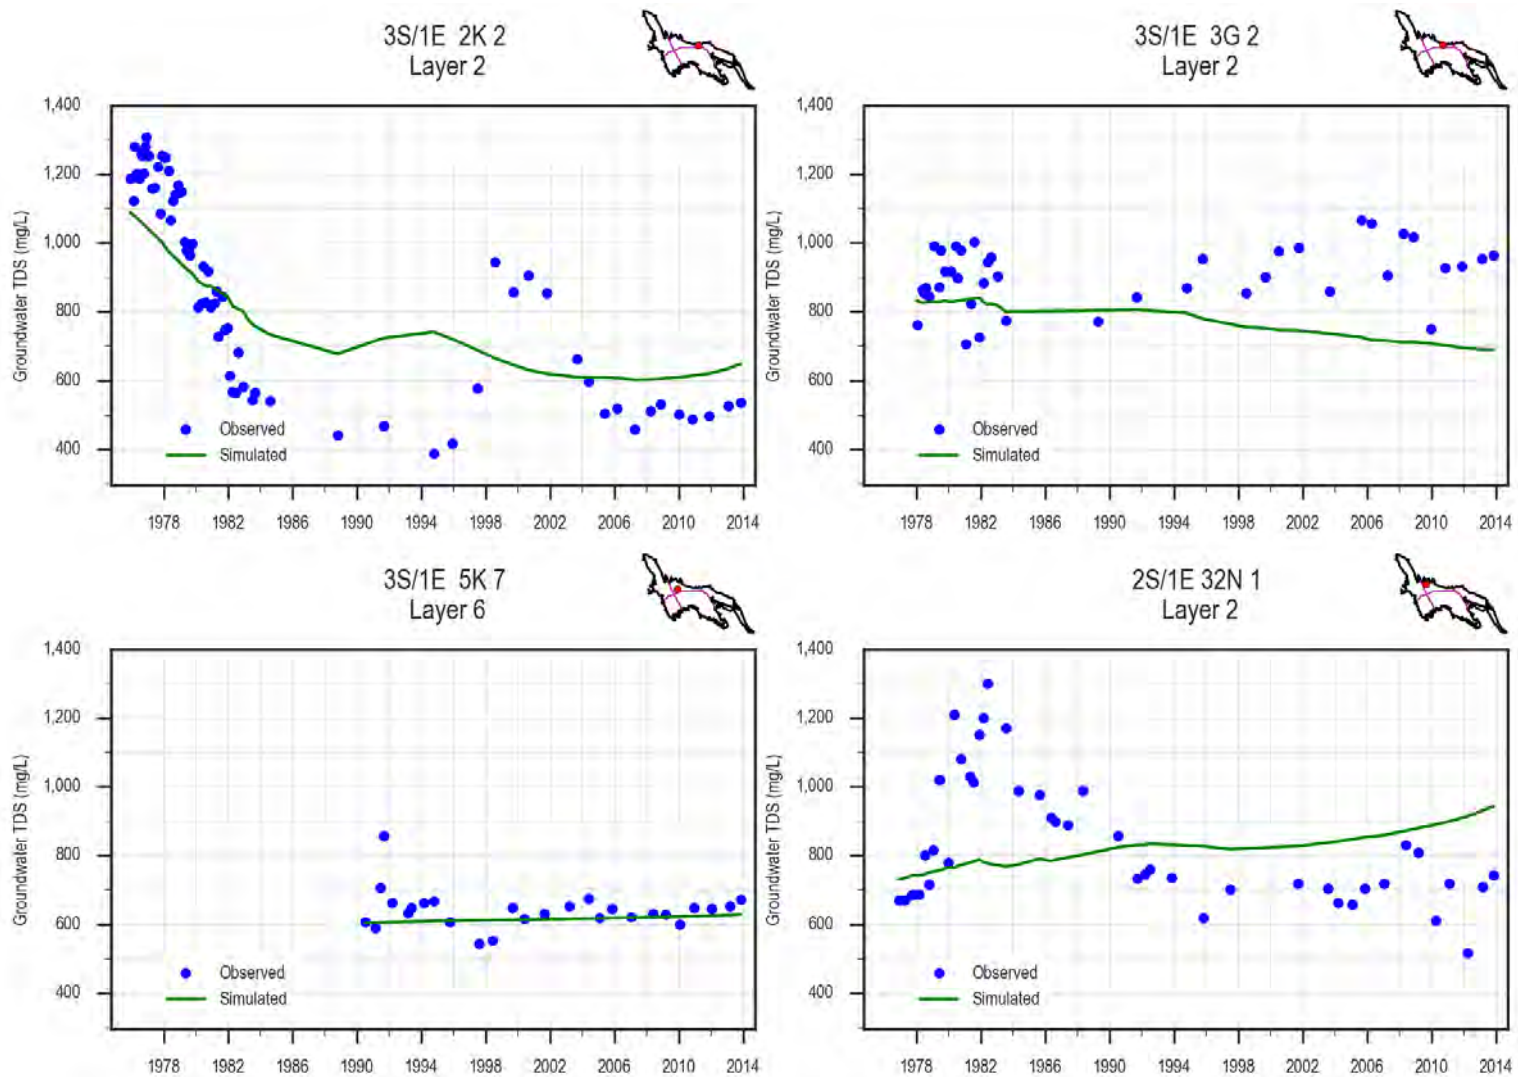 3S/1E 2K 2
Layer 2
1,400
1,200
1,000
800
600
400
Groundwater TDS (mg/L)
Observed
Simulated
1978 1982 1986 1990 1994 1998 2002 2006 2010 2014
3S/1E 3G 2
Layer 2
1,400
1,200
1,000
800
600
400
Groundwater TDS (mg/L)
Observed
Simulated
1978 1982 1986 1990 1994 1998 2002 2006 2010 2014
3S/1E 5K 7
Layer 6
1,400
1,200
1,000
800
600
400
Groundwater TDS (mg/L)
Observed
Simulated
1978 1982 1986 1990 1994 1998 2002 2006 2010 2014
2S/1E 32N 1
Layer 2
1,400
1,200
1,000
800
600
400
Groundwater TDS (mg/L)
Observed
Simulated
1978 1982 1986 1990 1994 1998 2002 2006 2010 2014